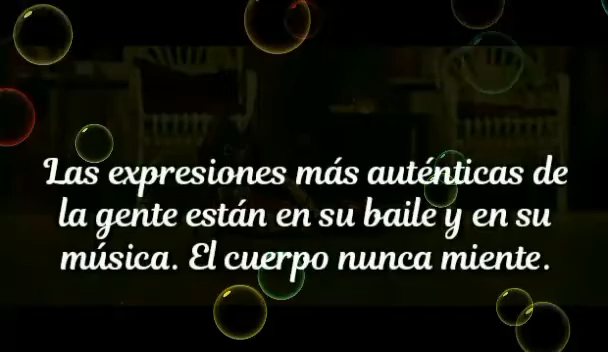 Las expresiones más auténticas de
la gente están en su baile y en su
música. El cuerpo nunca miente.